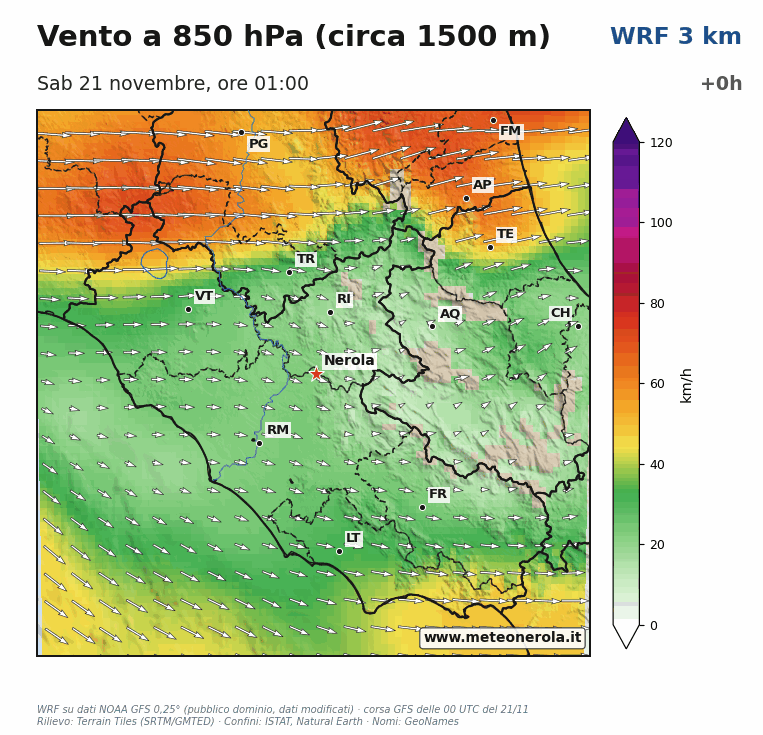 Vento a 850 hPa (circa 1500 m)
WRF 3 km
Sab 21 novembre, ore 01:00
+0h
FM
PG
AP
TE
TR
VT
RI
AQ
CH
Nerola
RM
FR
LT
www.meteonerola.it
120
100
80
60
40
20
0
km/h
WRF su dati NOAA GFS 0,25° (pubblico dominio, dati modificati) · corsa GFS delle 00 UTC del 21/11
Rilievo: Terrain Tiles (SRTM/GMTED) · Confini: ISTAT, Natural Earth · Nomi: GeoNames